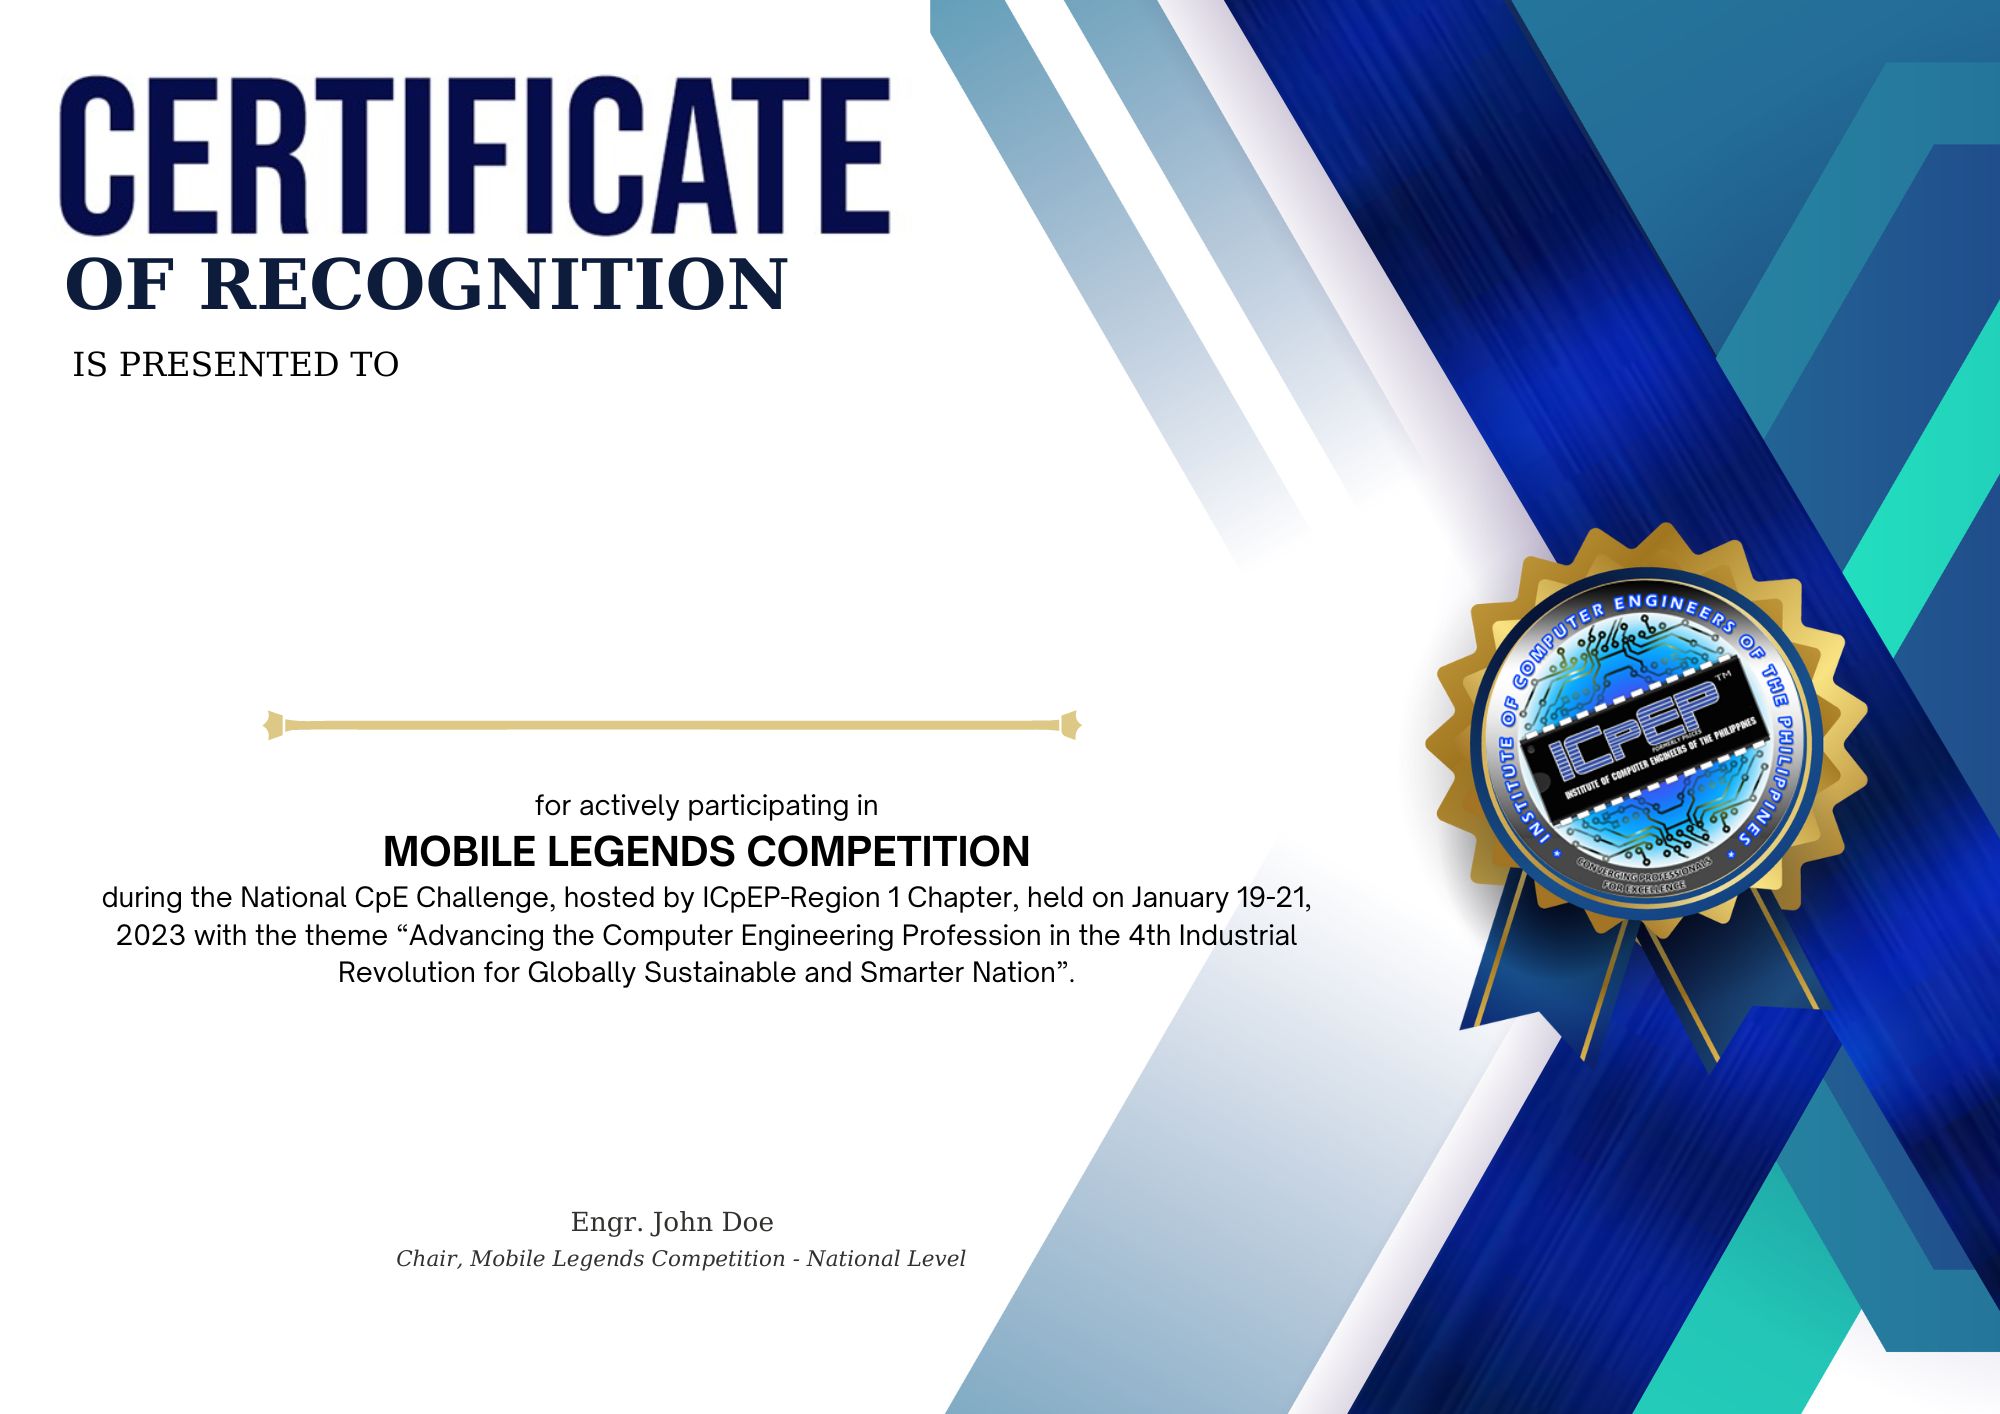 CERTIFICATE
OF RECOGNITION
IS PRESENTED TO
for actively participating in
MOBILE LEGENDS COMPETITION
during the National CpE Challenge, hosted by ICpEP-Region 1 Chapter, held on January 19-21,
2023 with the theme “Advancing the Computer Engineering Profession in the 4th Industrial
Revolution for Globally Sustainable and Smarter Nation”.
Engr. John Doe
Chair, Mobile Legends Competition - National Level
INSTITUTE OF COMPUTER ENGINEERS OF THE PHILIPPINES
ICpEP™
FORMERLY PHICES
INSTITUTE OF COMPUTER ENGINEERS OF THE PHILIPPINES
CONVERGING PROFESSIONALS
FOR EXCELLENCE